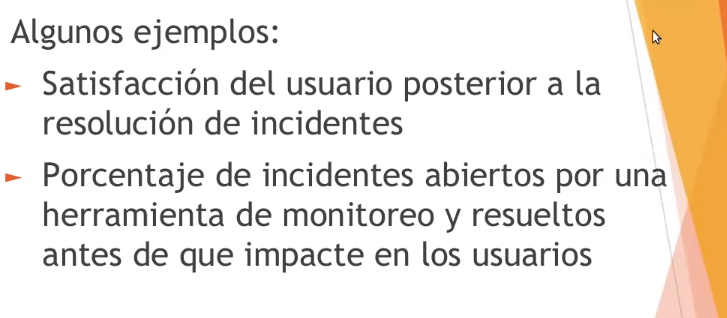 Algunos ejemplos:
► Satisfacción del usuario posterior a la
resolución de incidentes
► Porcentaje de incidentes abiertos por una
herramienta de monitoreo y resueltos
antes de que impacte en los usuarios